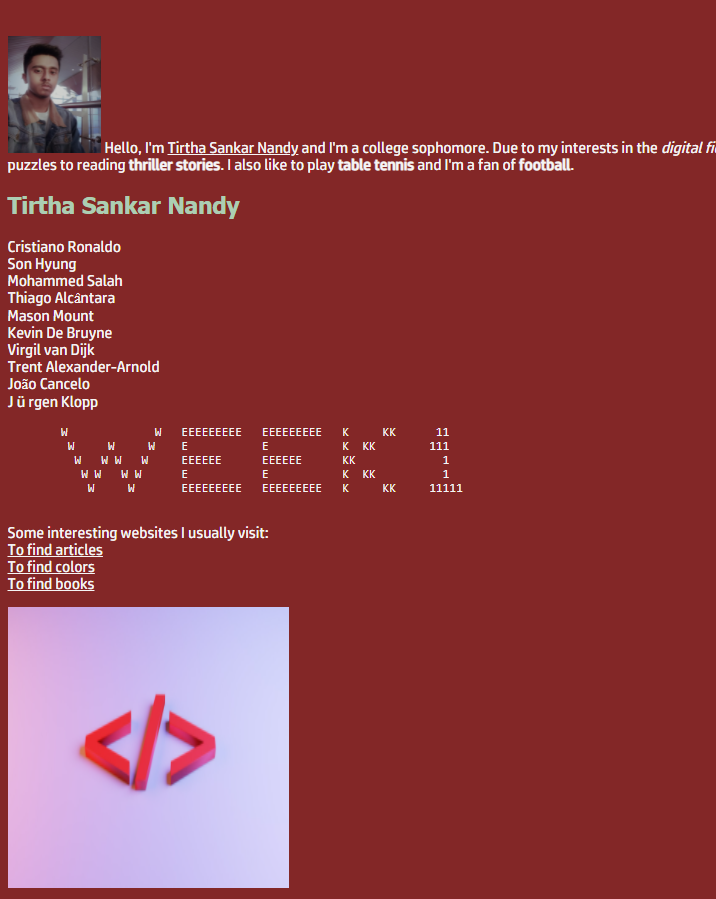 Hello, I'm Tirtha Sankar Nandy and I'm a college sophomore. Due to my interests in the digital
puzzles to reading thriller stories. I also like to play table tennis and I'm a fan of football.
Tirtha Sankar Nandy
Cristiano Ronaldo
Son Hyung
Mohammed Salah
Thiago Alcântara
Mason Mount
Kevin De Bruyne
Virgil van Dijk
Trent Alexander-Arnold
João Cancelo
J ü rgen Klopp
W             W   EEEEEEEEE   EEEEEEEEE   K     KK      11
W     W     W    E           E           K  KK        111
W   W W   W     EEEEEE      EEEEEE      KK             1
W W   W W      E           E           K  KK          1
W     W       EEEEEEEEE   EEEEEEEEE   K     KK     11111
Some interesting websites I usually visit:
To find articles
To find colors
To find books
</>